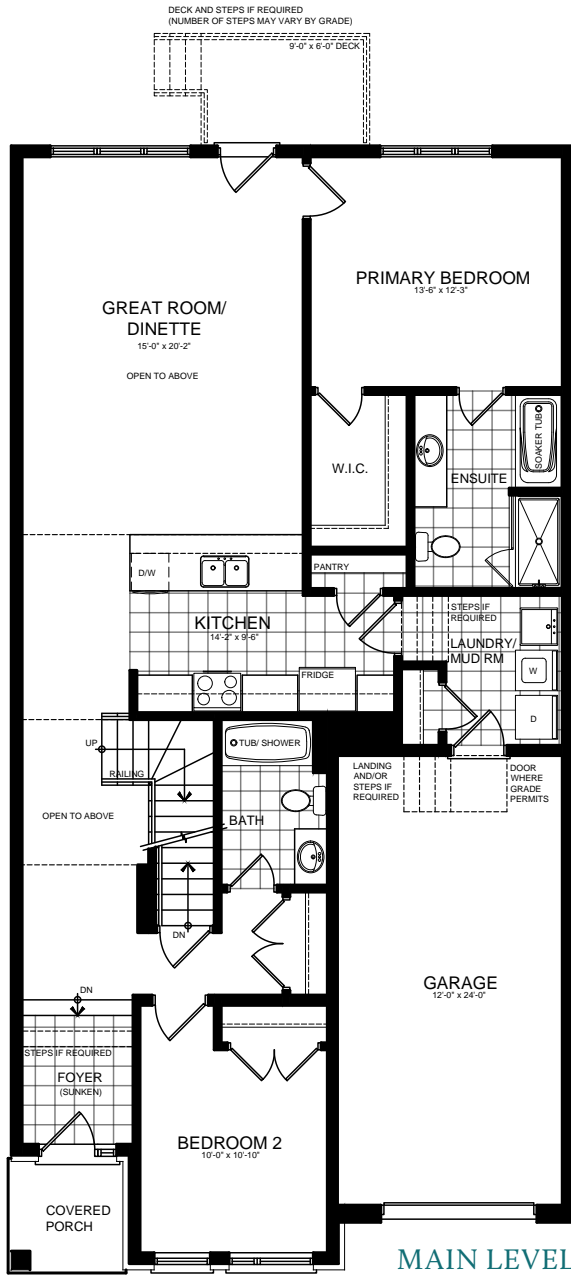 DECK AND STEPS IF REQUIRED
(NUMBER OF STEPS MAY VARY BY GRADE)
9'-0" x 6'-0" DECK
PRIMARY BEDROOM
13'-6" x 12'-3"
GREAT ROOM/
DINETTE
15'-0" x 20'-2"
OPEN TO ABOVE
W.I.C.
ENSUITE
SOAKER TUB
D/W
PANTRY
KITCHEN
14'-2" x 9'-6"
FRIDGE
STEPS IF
REQUIRED
LAUNDRY/
MUD RM
W
D
UP
RAILING
OPEN TO ABOVE
TUB/ SHOWER
BATH
LANDING
AND/OR
STEPS IF
REQUIRED
DOOR
WHERE
GRADE
PERMITS
DN
GARAGE
12'-0" x 24'-0"
DN
STEPS IF REQUIRED
FOYER
(SUNKEN)
BEDROOM 2
10'-0" x 10'-10"
COVERED
PORCH
MAIN LEVEL